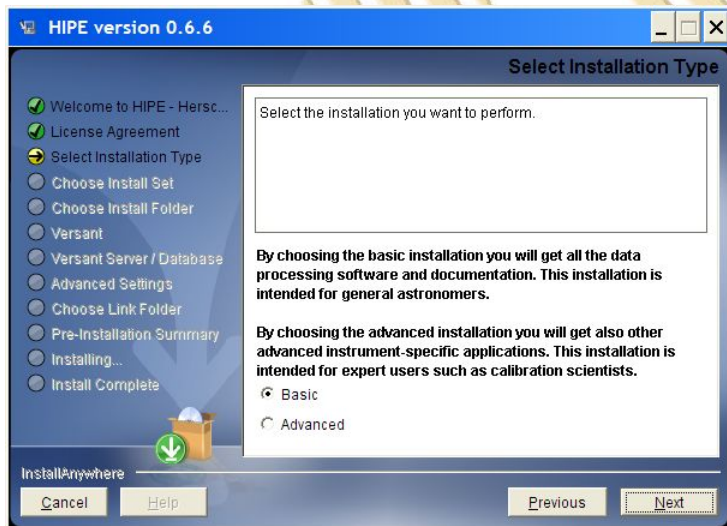 HIPE version 0.6.6
Select Installation Type
Welcome to HIPE - Hersc...
License Agreement
Select Installation Type
Choose Install Set
Choose Install Folder
Versant
Versant Server / Database
Advanced Settings
Choose Link Folder
Pre-Installation Summary
Installing...
Install Complete
Select the installation you want to perform.
By choosing the basic installation you will get all the data
processing software and documentation. This installation is
intended for general astronomers.
By choosing the advanced installation you will get also other
advanced instrument-specific applications. This installation is
intended for expert users such as calibration scientists.
Basic
Advanced
InstallAnywhere
Cancel
Help
Previous
Next